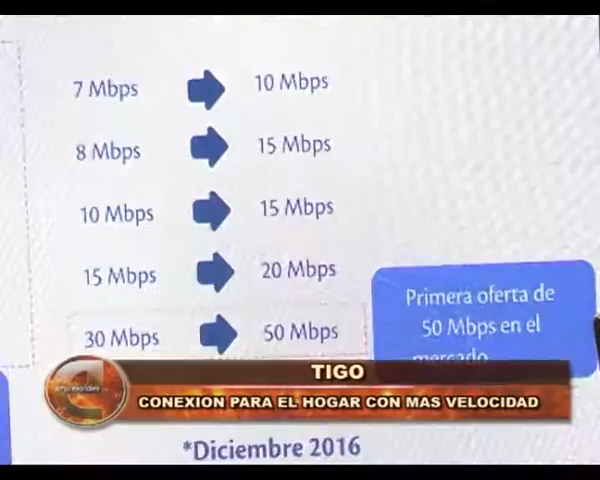 7 Mbps 10 Mbps
8 Mbps 15 Mbps
10 Mbps 15 Mbps
15 Mbps 20 Mbps
30 Mbps 50 Mbps
Primera oferta de
50 Mbps en el
mercado
TIGO
CONEXION PARA EL HOGAR CON MAS VELOCIDAD
*Diciembre 2016